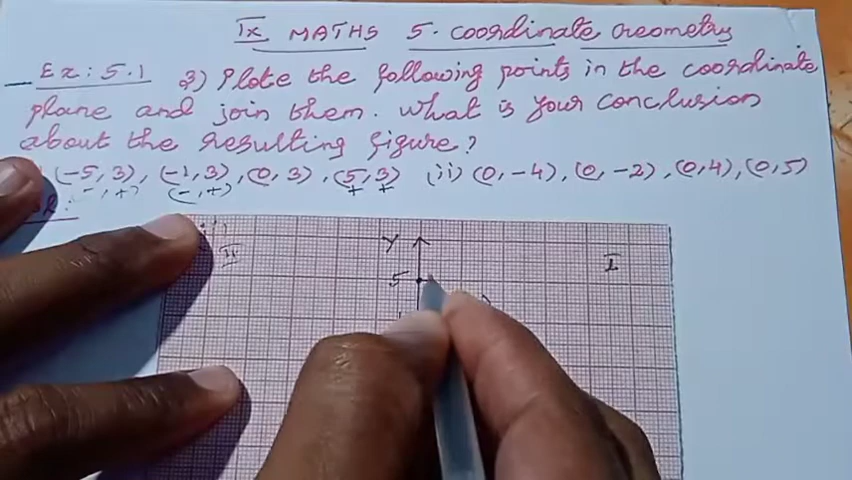 IX MATHS 5. Coordinate Geometry
Ex: 5.1 3) Plote the following points in the coordinate
plane and join them. What is your conclusion
about the resulting figure?
(-5, 3), (-1, 3), (0, 3), (5, 3) (ii) (0, -4), (0, -2), (0, 4), (0, 5)
-, + (-, +) + +
Y
II I
5